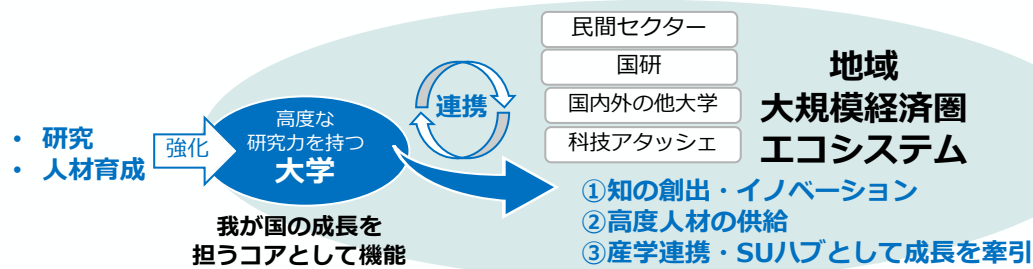 • 研究
• 人材育成
強化
高度な
研究力を持つ
大学
我が国の成長を
担うコアとして機能
連携
民間セクター
国研
国内外の他大学
科技アタッシェ
地域
大規模経済圏
エコシステム
①知の創出・イノベーション
②高度人材の供給
③産学連携・SUハブとして成長を牽引